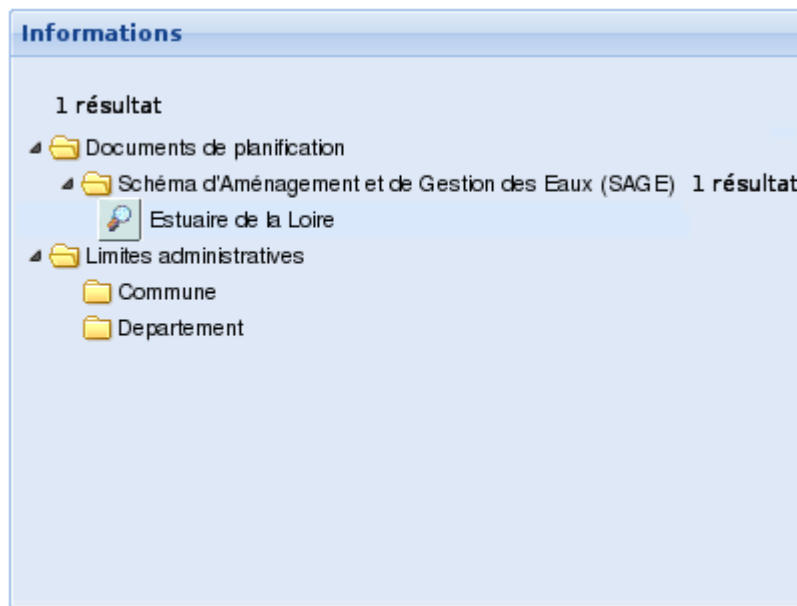 Informations
1 résultat
Documents de planification
Schéma d'Aménagement et de Gestion des Eaux (SAGE) 1 résultat
Estuaire de la Loire
Limites administratives
Commune
Departement